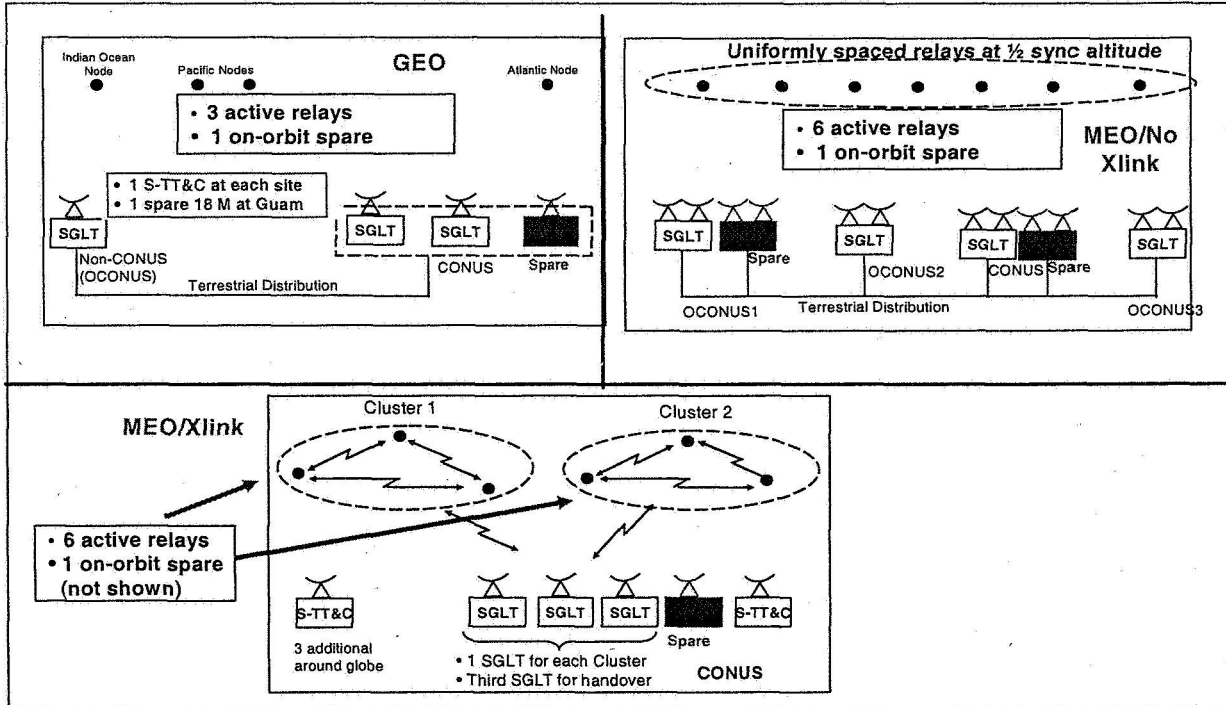 GEO
Indian Ocean
Node
Pacific Nodes
Atlantic Node
• 3 active relays
• 1 on-orbit spare
• 1 S-TT&C at each site
• 1 spare 18 M at Guam
SGLT
SGLT
SGLT
Non-CONUS
(OCONUS)
CONUS
Spare
Terrestrial Distribution
Uniformly spaced relays at ½ sync altitude
• 6 active relays
• 1 on-orbit spare
MEO/No
Xlink
SGLT
Spare
SGLT
OCONUS2
SGLT
CONUS
Spare
SGLT
Terrestrial Distribution
OCONUS1
OCONUS3
MEO/Xlink
Cluster 1
Cluster 2
• 6 active relays
• 1 on-orbit spare
(not shown)
S-TT&C
SGLT
SGLT
SGLT
S-TT&C
Spare
3 additional
around globe
• 1 SGLT for each Cluster
• Third SGLT for handover
CONUS